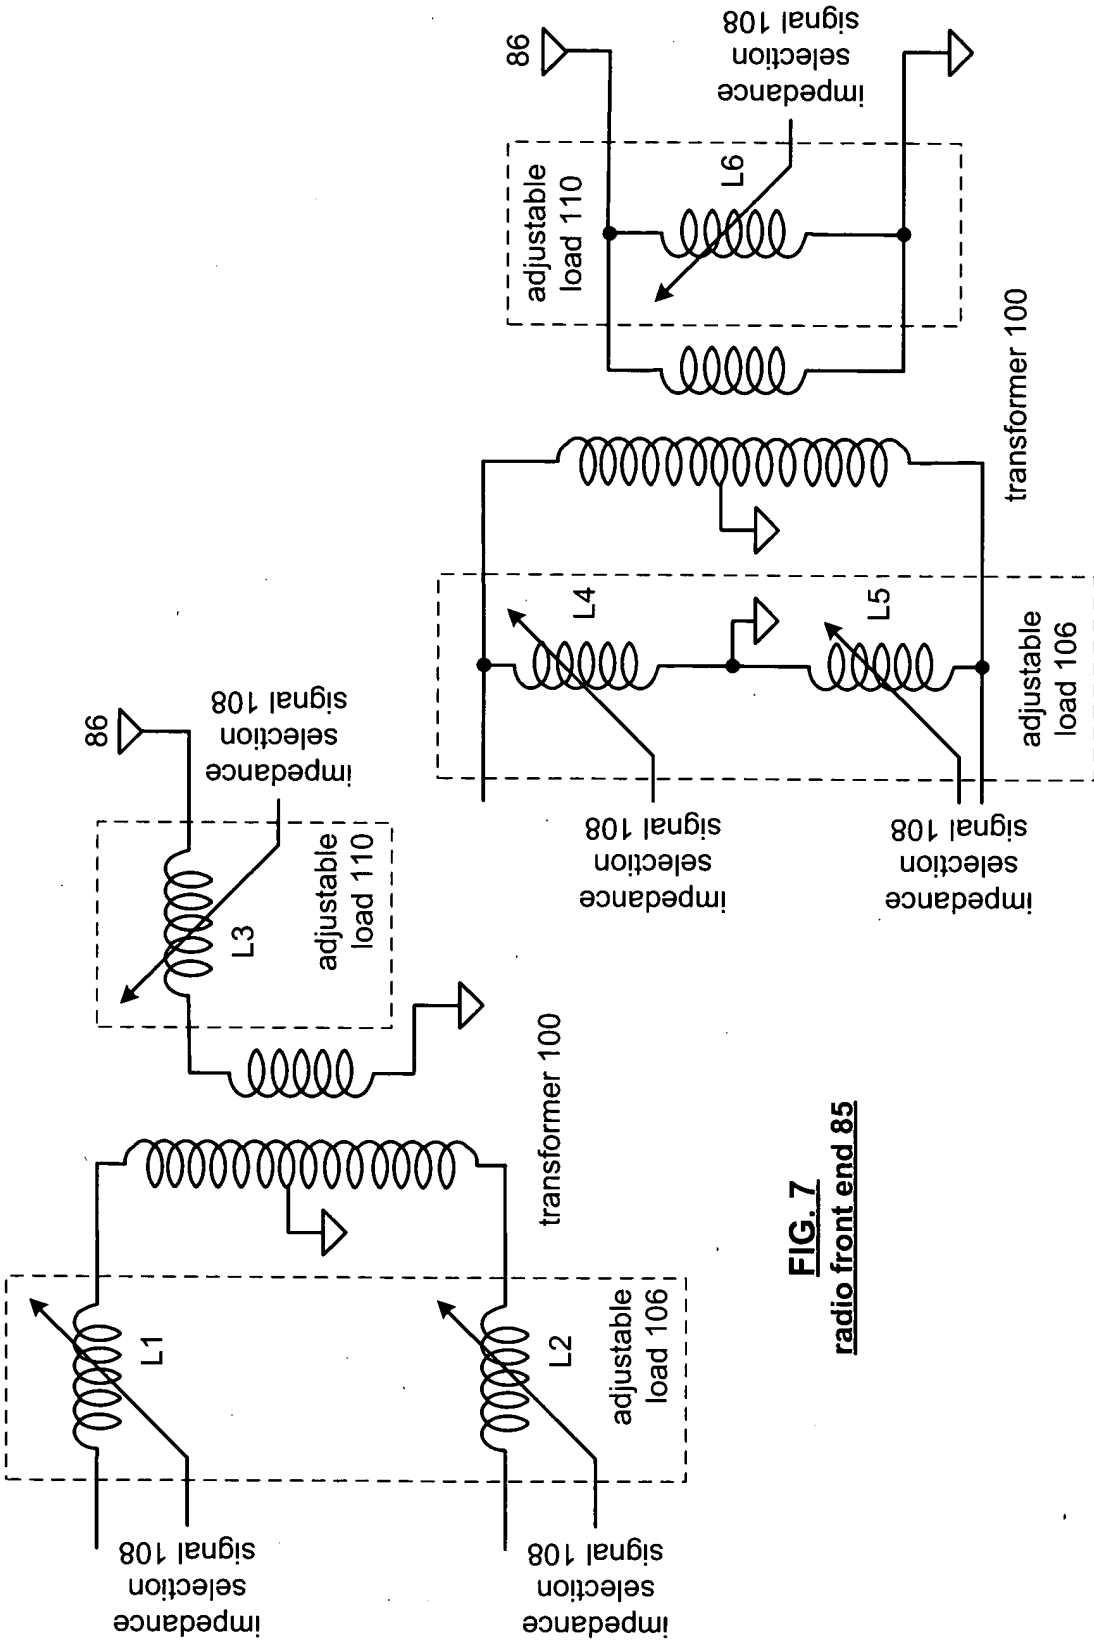 impedance
selection
signal 108
L1
impedance
selection
signal 108
L2
adjustable
load 106
transformer 100
L3
adjustable
load 110
impedance
selection
signal 108
86
impedance
selection
signal 108
L4
impedance
selection
signal 108
L5
adjustable
load 106
transformer 100
adjustable
load 110
L6
impedance
selection
signal 108
86
FIG. 7
radio front end 85